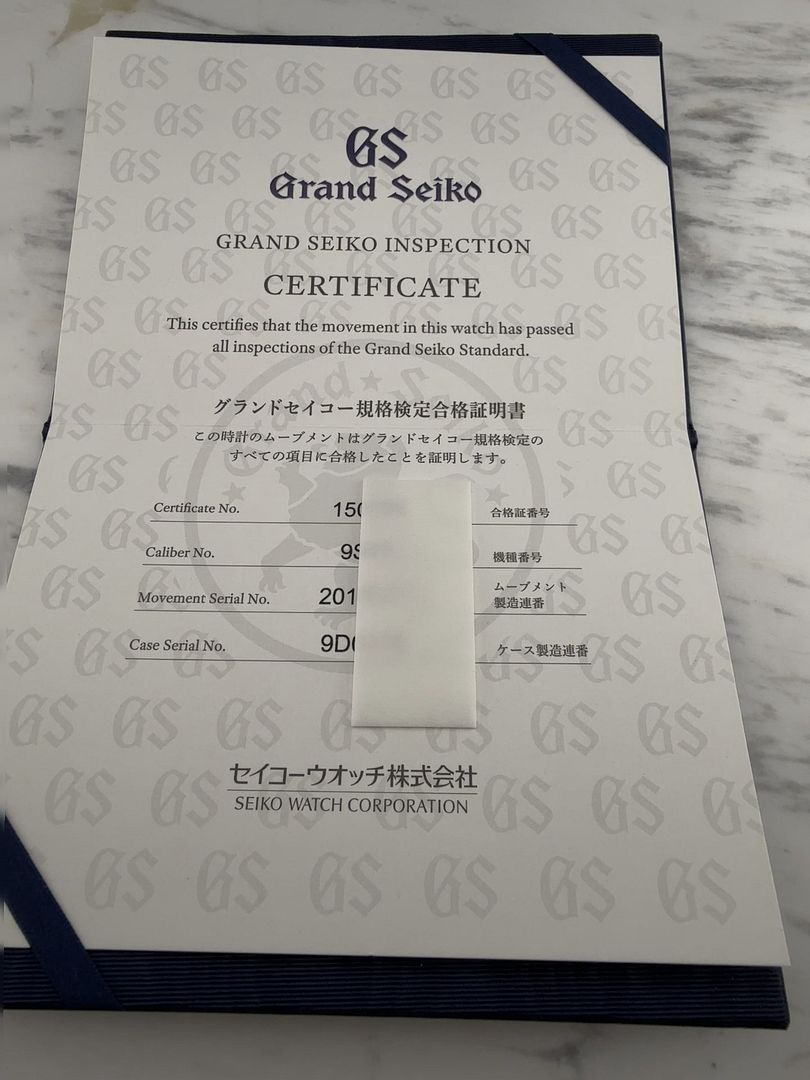 GS
Grand Seiko
GRAND SEIKO INSPECTION
CERTIFICATE
This certifies that the movement in this watch has passed
all inspections of the Grand Seiko Standard.
グランドセイコー規格検定合格証明書
この時計のムーブメントはグランドセイコー規格検定の
すべての項目に合格したことを証明します。
Certificate No. 150 合格証番号
Caliber No. 9S 機種番号
Movement Serial No. 201 ムーブメント
製造連番
Case Serial No. 9D ケース製造連番
セイコーウオッチ株式会社
SEIKO WATCH CORPORATION